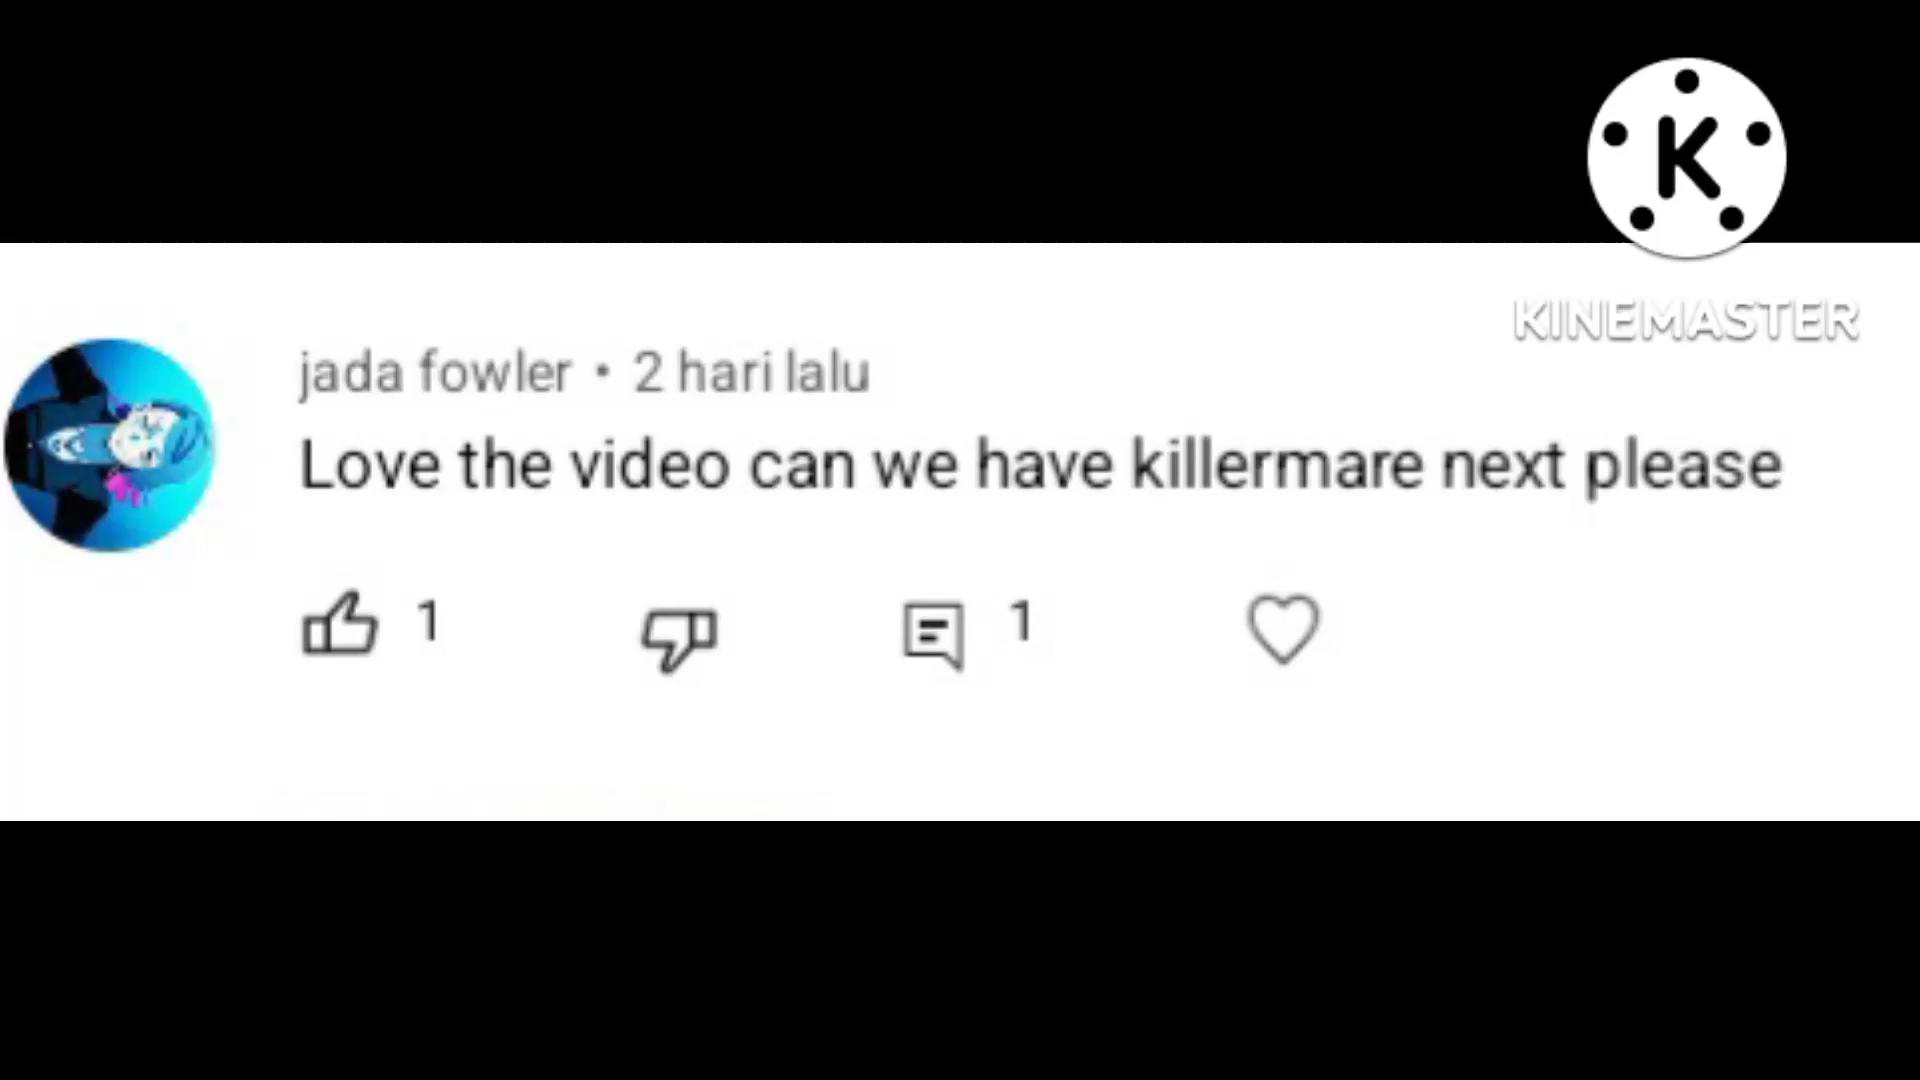 K
KINEMASTER
jada fowler • 2 hari lalu
Love the video can we have killermare next please
1
1